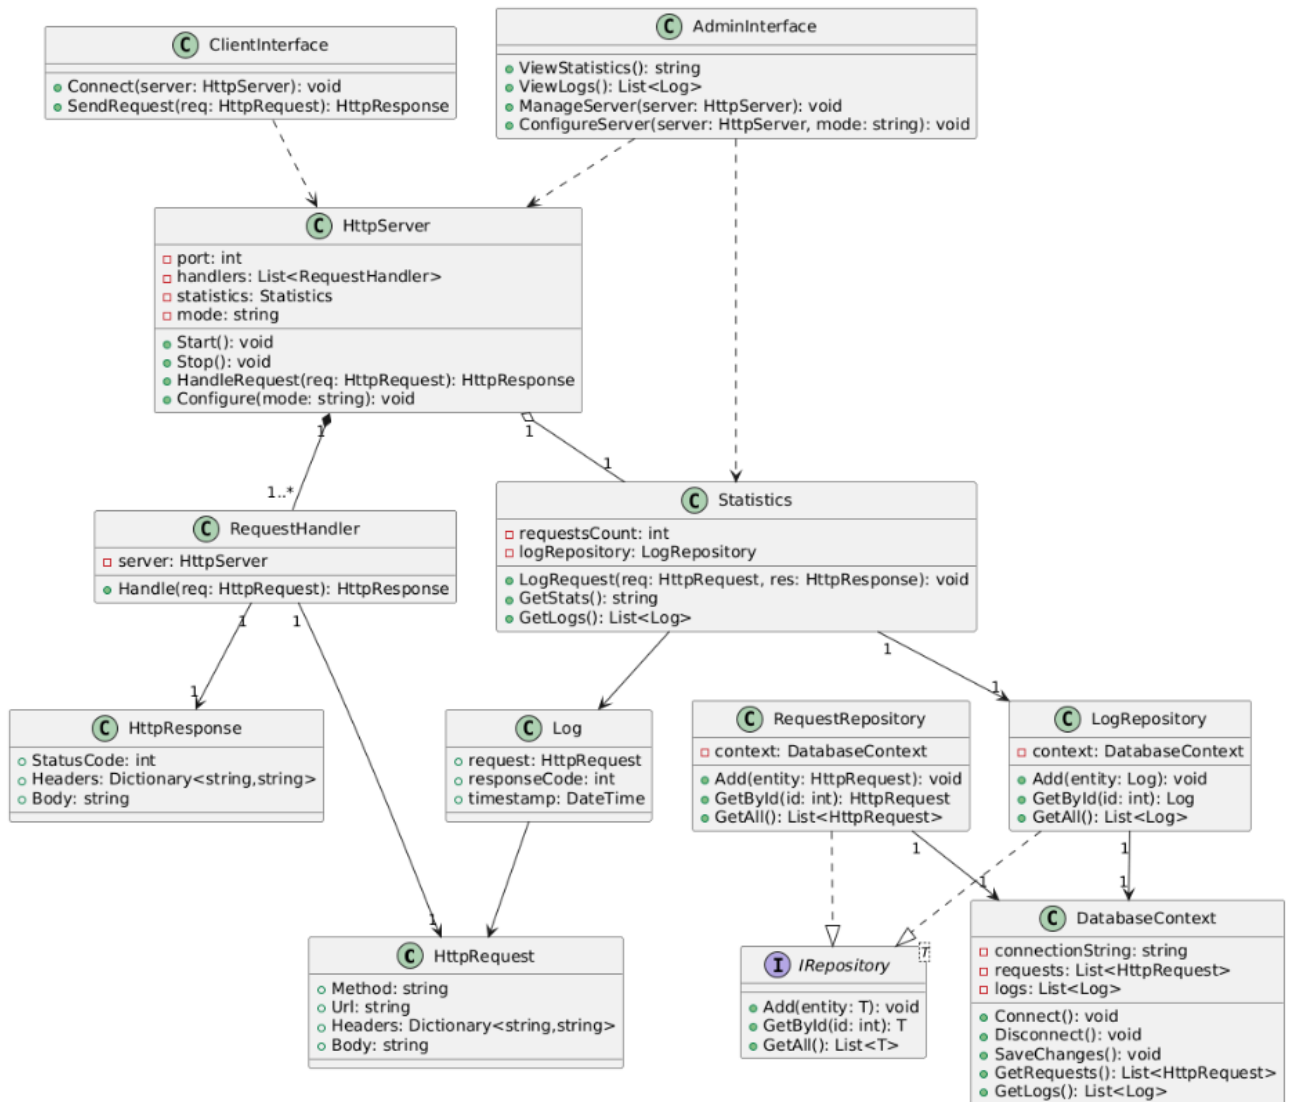 C ClientInterface
Connect(server: HttpServer): void
SendRequest(req: HttpRequest): HttpResponse
C AdminInterface
ViewStatistics(): string
ViewLogs(): List<Log>
ManageServer(server: HttpServer): void
ConfigureServer(server: HttpServer, mode: string): void
C HttpServer
port: int
handlers: List<RequestHandler>
statistics: Statistics
mode: string
Start(): void
Stop(): void
HandleRequest(req: HttpRequest): HttpResponse
Configure(mode: string): void
1
1
1..*
1
C RequestHandler
server: HttpServer
Handle(req: HttpRequest): HttpResponse
C Statistics
requestsCount: int
logRepository: LogRepository
LogRequest(req: HttpRequest, res: HttpResponse): void
GetStats(): string
GetLogs(): List<Log>
1
1
1
1
1
C HttpResponse
StatusCode: int
Headers: Dictionary<string,string>
Body: string
C Log
request: HttpRequest
responseCode: int
timestamp: DateTime
C RequestRepository
context: DatabaseContext
Add(entity: HttpRequest): void
GetById(id: int): HttpRequest
GetAll(): List<HttpRequest>
C LogRepository
context: DatabaseContext
Add(entity: Log): void
GetById(id: int): Log
GetAll(): List<Log>
1
1
1
1
1
C HttpRequest
Method: string
Url: string
Headers: Dictionary<string,string>
Body: string
I IRepository
T
Add(entity: T): void
GetById(id: int): T
GetAll(): List<T>
C DatabaseContext
connectionString: string
requests: List<HttpRequest>
logs: List<Log>
Connect(): void
Disconnect(): void
SaveChanges(): void
GetRequests(): List<HttpRequest>
GetLogs(): List<Log>